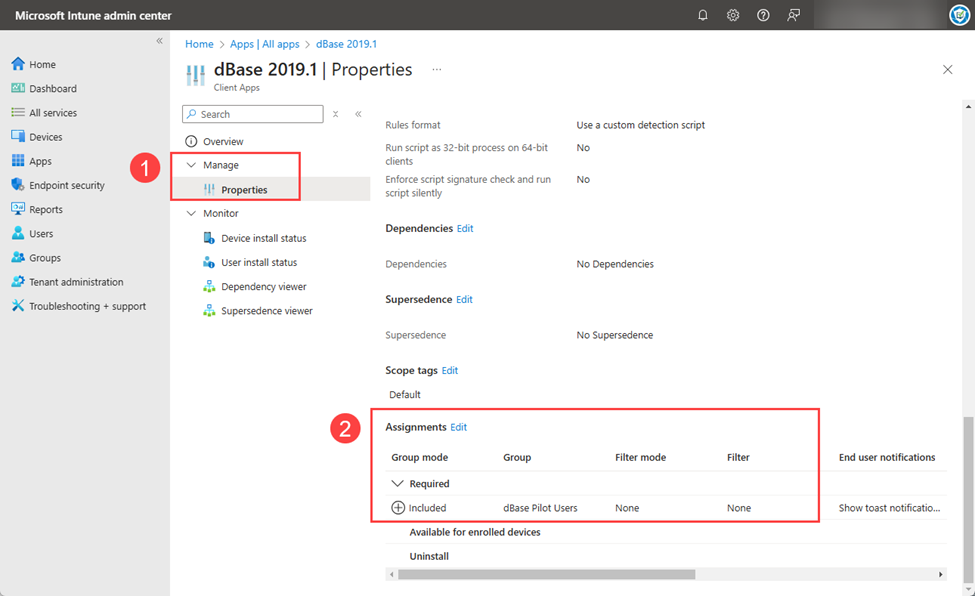 Microsoft Intune admin center
«
Home
Dashboard
All services
Devices
Apps
Endpoint security
Reports
Users
Groups
Tenant administration
Troubleshooting + support
Home > Apps | All apps > dBase 2019.1
dBase 2019.1 | Properties ...
Client Apps
Search
«
Overview
1
Manage
Properties
Monitor
Device install status
User install status
Dependency viewer
Supersedence viewer
Rules format Use a custom detection script
Run script as 32-bit process on 64-bit No
clients
Enforce script signature check and run No
script silently
Dependencies Edit
Dependencies No Dependencies
Supersedence Edit
Supersedence No Supersedence
Scope tags Edit
Default
2
Assignments Edit
Group mode Group Filter mode Filter End user notifications
Required
Included dBase Pilot Users None None Show toast notificatio...
Available for enrolled devices
Uninstall